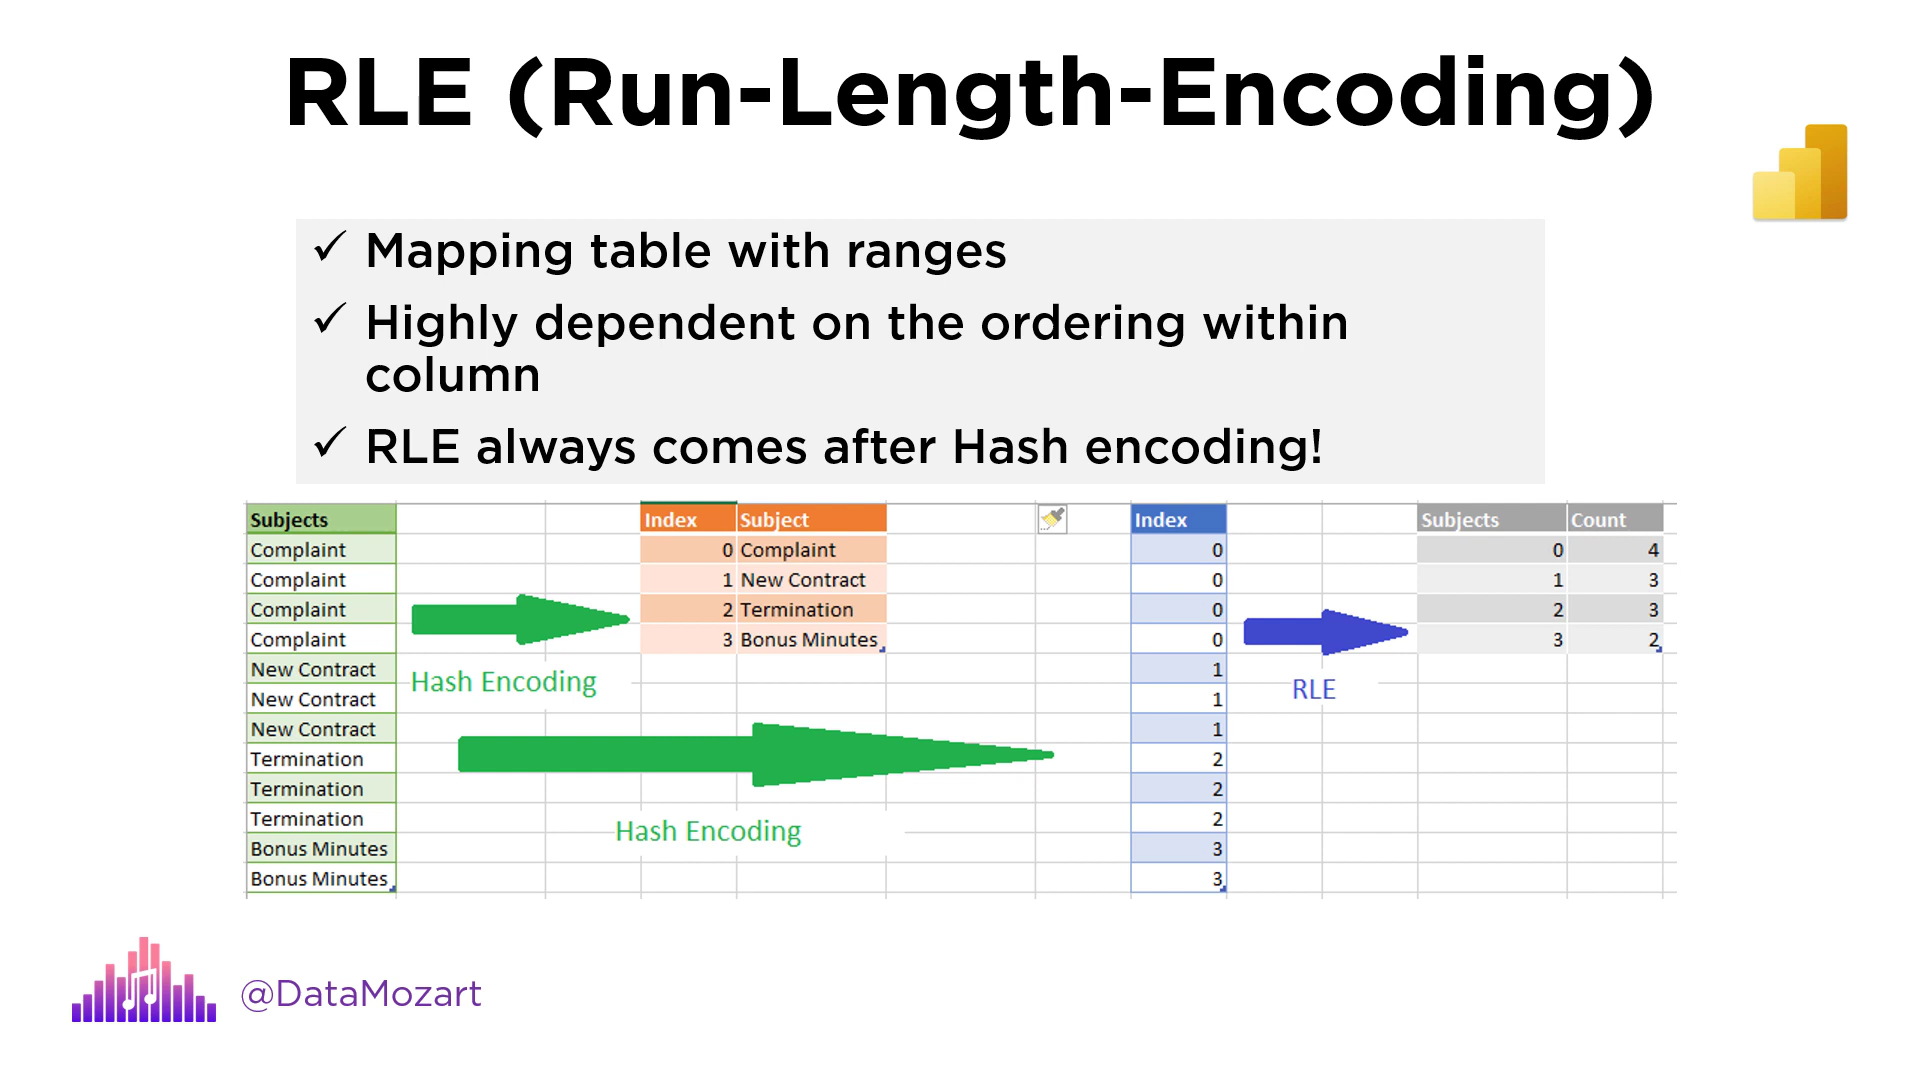 RLE (Run-Length-Encoding)
✓ Mapping table with ranges
✓ Highly dependent on the ordering within
column
✓ RLE always comes after Hash encoding!
Subjects
Complaint
Complaint
Complaint
Complaint
New Contract
New Contract
New Contract
Termination
Termination
Termination
Bonus Minutes
Bonus Minutes
Hash Encoding
Hash Encoding
Index Subject
0 Complaint
1 New Contract
2 Termination
3 Bonus Minutes
Index
0
0
0
0
1
1
1
2
2
2
3
3
RLE
Subjects Count
0 4
1 3
2 3
3 2
@DataMozart